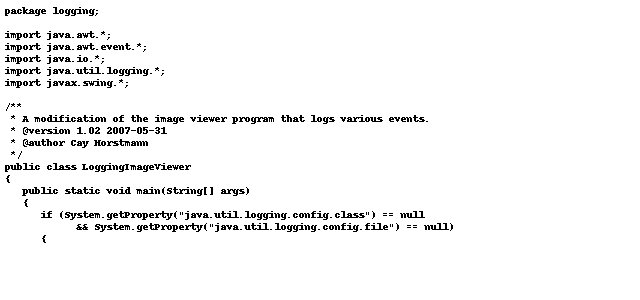 package logging;

import java.awt.*;
import java.awt.event.*;
import java.io.*;
import java.util.logging.*;
import javax.swing.*;

/**
 * A modification of the image viewer program that logs various events.
 * @version 1.02 2007-05-31
 * @author Cay Horstmann
 */
public class LoggingImageViewer
{
   public static void main(String[] args)
   {
      if (System.getProperty("java.util.logging.config.class") == null
            && System.getProperty("java.util.logging.config.file") == null)
      {